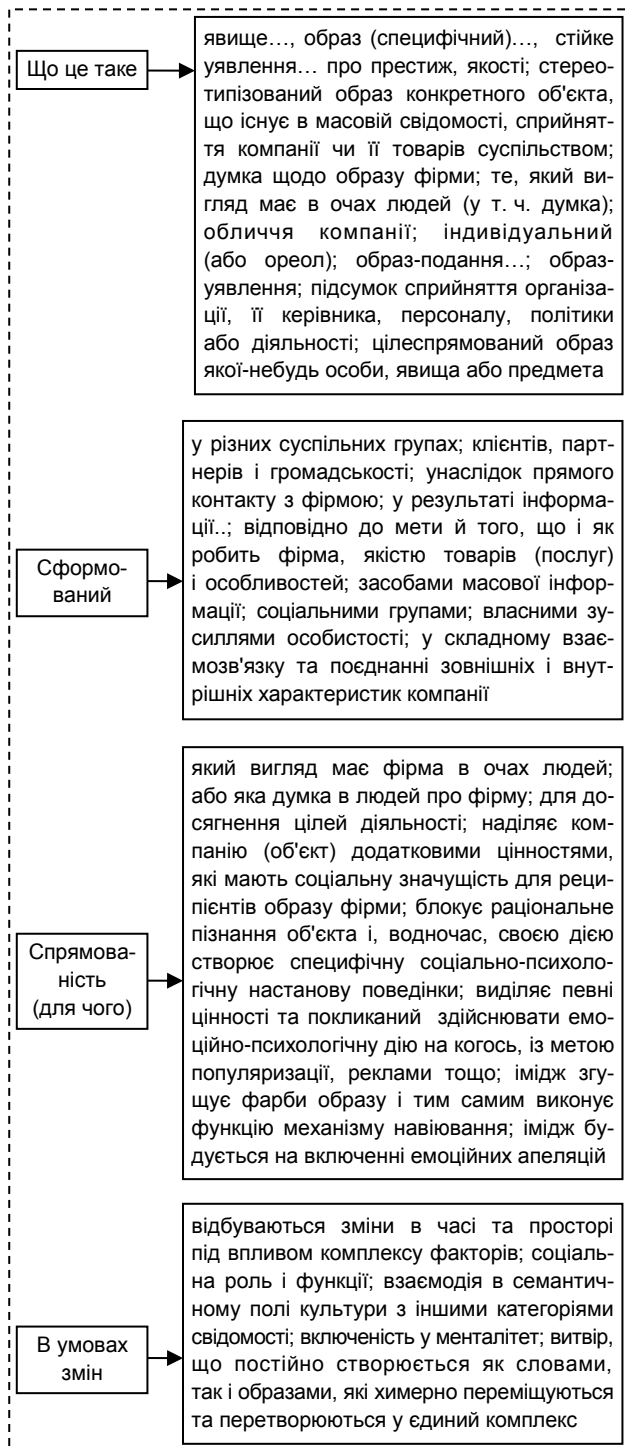 Що це таке
явище…, образ (специфічний)…, стійке
уявлення… про престиж, якості; стерео-
типізований образ конкретного об'єкта,
що існує в масовій свідомості, сприйнят-
тя компанії чи її товарів суспільством;
думка щодо образу фірми; те, який ви-
гляд має в очах людей (у т. ч. думка);
обличчя компанії; індивідуальний
(або ореол); образ-подання…; образ-
уявлення; підсумок сприйняття організа-
ції, її керівника, персоналу, політики
або діяльності; цілеспрямований образ
якої-небудь особи, явища або предмета
Сформо-
ваний
у різних суспільних групах; клієнтів, парт-
нерів і громадськості; унаслідок прямого
контакту з фірмою; у результаті інформа-
ції..; відповідно до мети й того, що і як
робить фірма, якістю товарів (послуг)
і особливостей; засобами масової інфор-
мації; соціальними групами; власними зу-
силлями особистості; у складному взає-
мозв'язку та поєднанні зовнішніх і внут-
рішніх характеристик компанії
Спрямова-
ність
(для чого)
який вигляд має фірма в очах людей;
або яка думка в людей про фірму; для до-
сягнення цілей діяльності; наділяє ком-
панію (об'єкт) додатковими цінностями,
які мають соціальну значущість для реци-
пієнтів образу фірми; блокує раціональне
пізнання об'єкта і, водночас, своєю дією
створює специфічну соціально-психоло-
гічну настанову поведінки; виділяє певні
цінності та покликаний здійснювати емо-
ційно-психологічну дію на когось, із метою
популяризації, реклами тощо; імідж згу-
щує фарби образу і тим самим виконує
функцію механізму навіювання; імідж бу-
дується на включенні емоційних апеляцій
В умовах
змін
відбуваються зміни в часі та просторі
під впливом комплексу факторів; соціаль-
на роль і функції; взаємодія в семантич-
ному полі культури з іншими категоріями
свідомості; включеність у менталітет; витвір,
що постійно створюється як словами,
так і образами, які химерно переміщуються
та перетворюються у єдиний комплекс